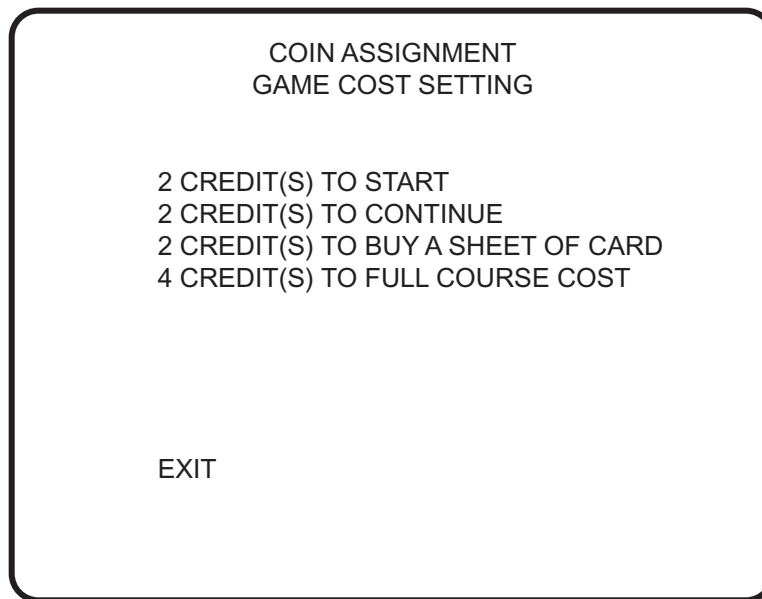 COIN ASSIGNMENT
GAME COST SETTING
2 CREDIT(S) TO START
2 CREDIT(S) TO CONTINUE
2 CREDIT(S) TO BUY A SHEET OF CARD
4 CREDIT(S) TO FULL COURSE COST
EXIT